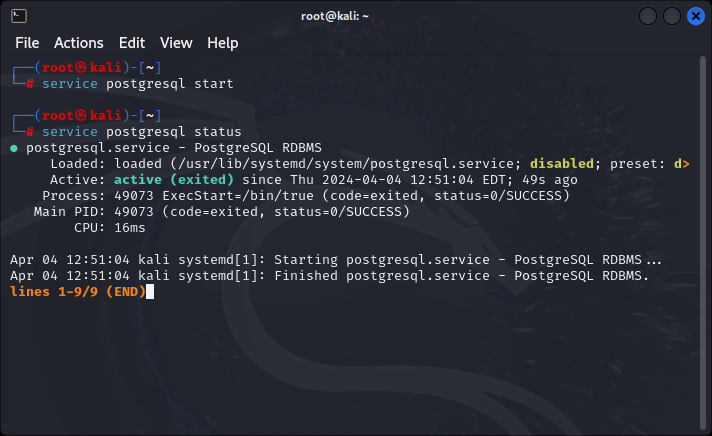 root@kali: ~
File Actions Edit View Help
┌──(root㉿kali)-[~]
└─# service postgresql start
┌──(root㉿kali)-[~]
└─# service postgresql status
● postgresql.service - PostgreSQL RDBMS
Loaded: loaded (/usr/lib/systemd/system/postgresql.service; disabled; preset: d>
Active: active (exited) since Thu 2024-04-04 12:51:04 EDT; 49s ago
Process: 49073 ExecStart=/bin/true (code=exited, status=0/SUCCESS)
Main PID: 49073 (code=exited, status=0/SUCCESS)
CPU: 16ms
Apr 04 12:51:04 kali systemd[1]: Starting postgresql.service - PostgreSQL RDBMS...
Apr 04 12:51:04 kali systemd[1]: Finished postgresql.service - PostgreSQL RDBMS.
lines 1-9/9 (END)